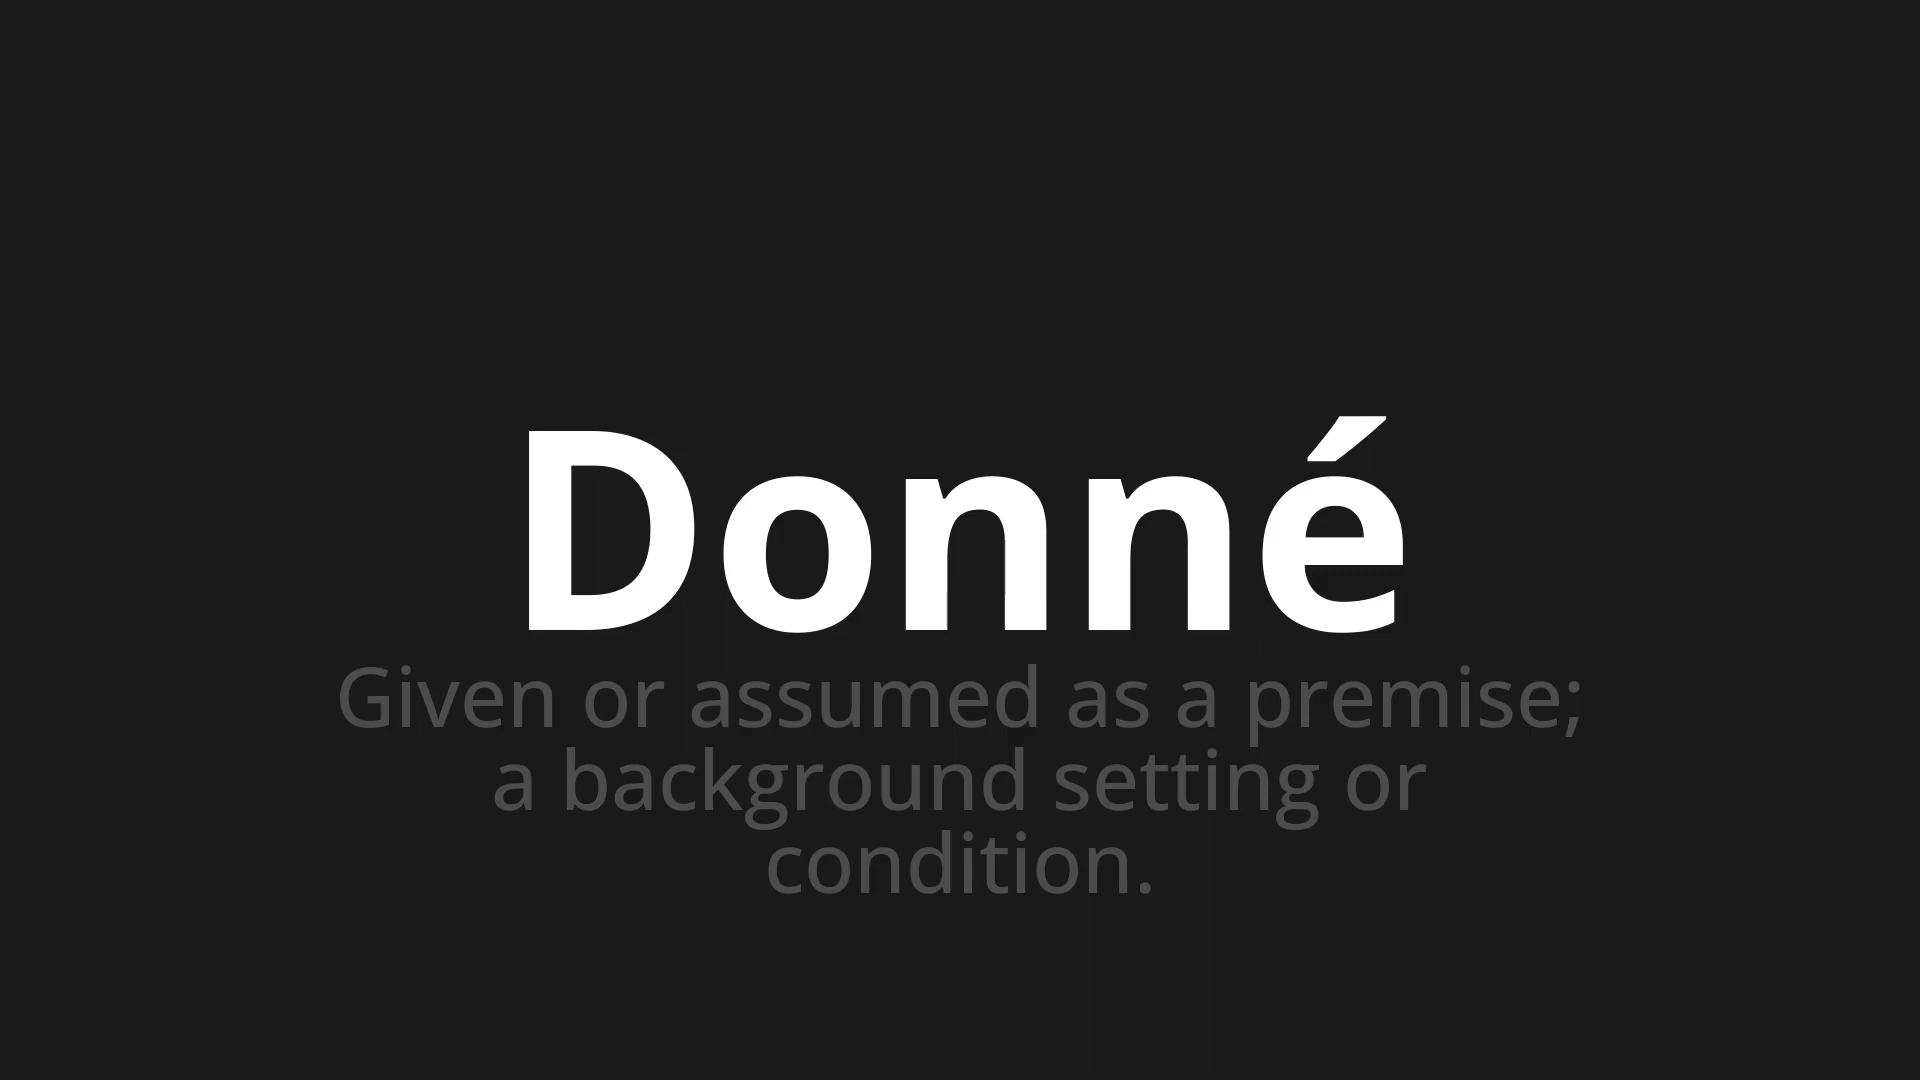 Donné
Given or assumed as a premise;
a background setting or
condition.